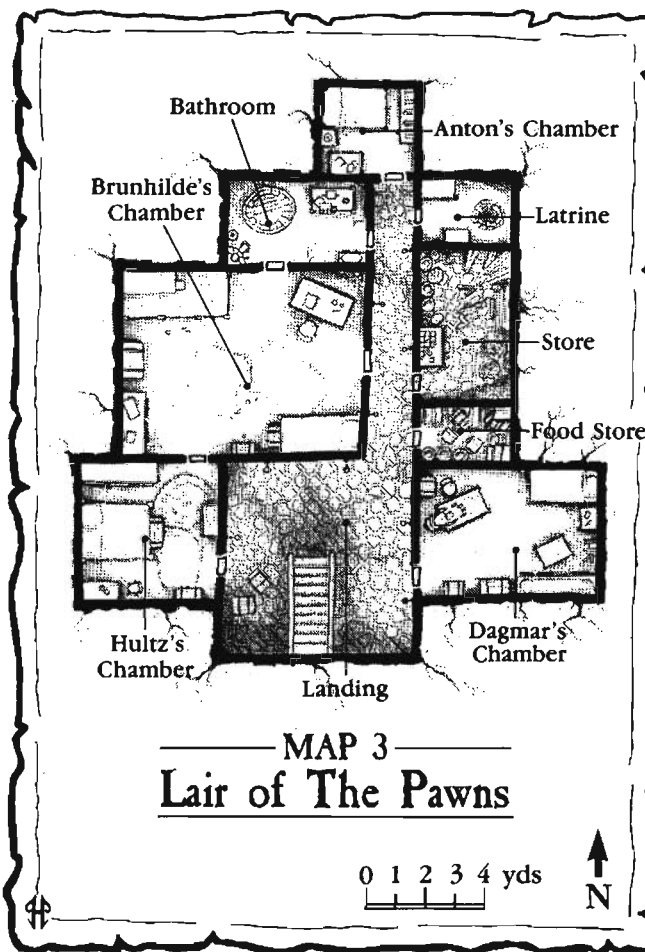 Bathroom
Anton's Chamber
Brunhilde's
Chamber
Latrine
Store
Food Store
Hultz's
Chamber
Landing
Dagmar's
Chamber
MAP 3
Lair of The Pawns
0 1 2 3 4 yds
N